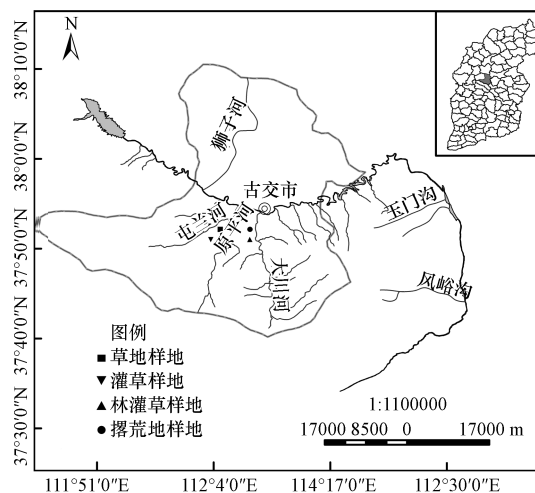 N
38°10′0″N
38°0′0″N
37°50′0″N
37°40′0″N
37°30′0″N
狮子河
古交市
屯兰河
原平河
大川河
玉门沟
风峪沟
图例
草地样地
灌草样地
林灌草样地
撂荒地样地
1:1100000
17000 8500 0 17000 m
111°51′0″E 112°4′0″E 114°17′0″E 112°30′0″E